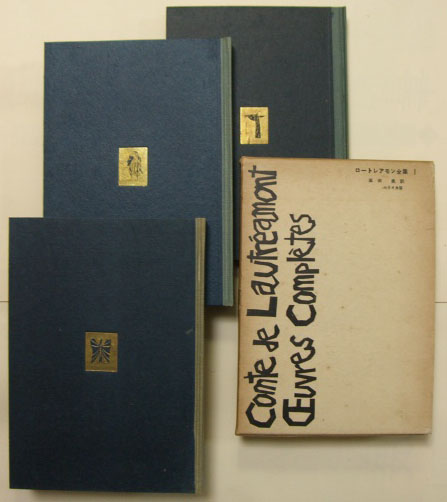 ロートレアモン全集 I
Comte de Lautréamont
Œuvres Complètes